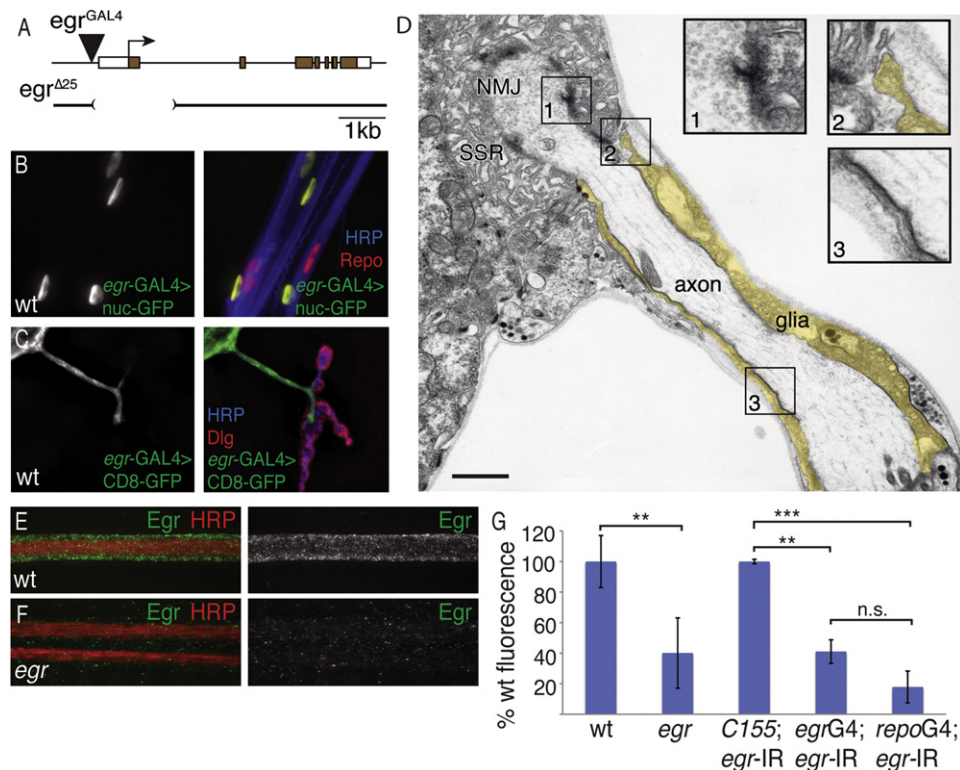 A
egr^GAL4
egr^Δ25
1kb
B
wt
egr-GAL4>
nuc-GFP
HRP
Repo
egr-GAL4>
nuc-GFP
C
wt
egr-GAL4>
CD8-GFP
HRP
Dlg
egr-GAL4>
CD8-GFP
D
NMJ
SSR
1
2
3
axon
glia
1
2
3
E
Egr HRP
wt
Egr
F
Egr HRP
egr
Egr
G
% wt fluorescence
120
100
80
60
40
20
**
***
**
n.s.
wt
egr
C155;
egr-IR
egrG4;
egr-IR
repoG4;
egr-IR